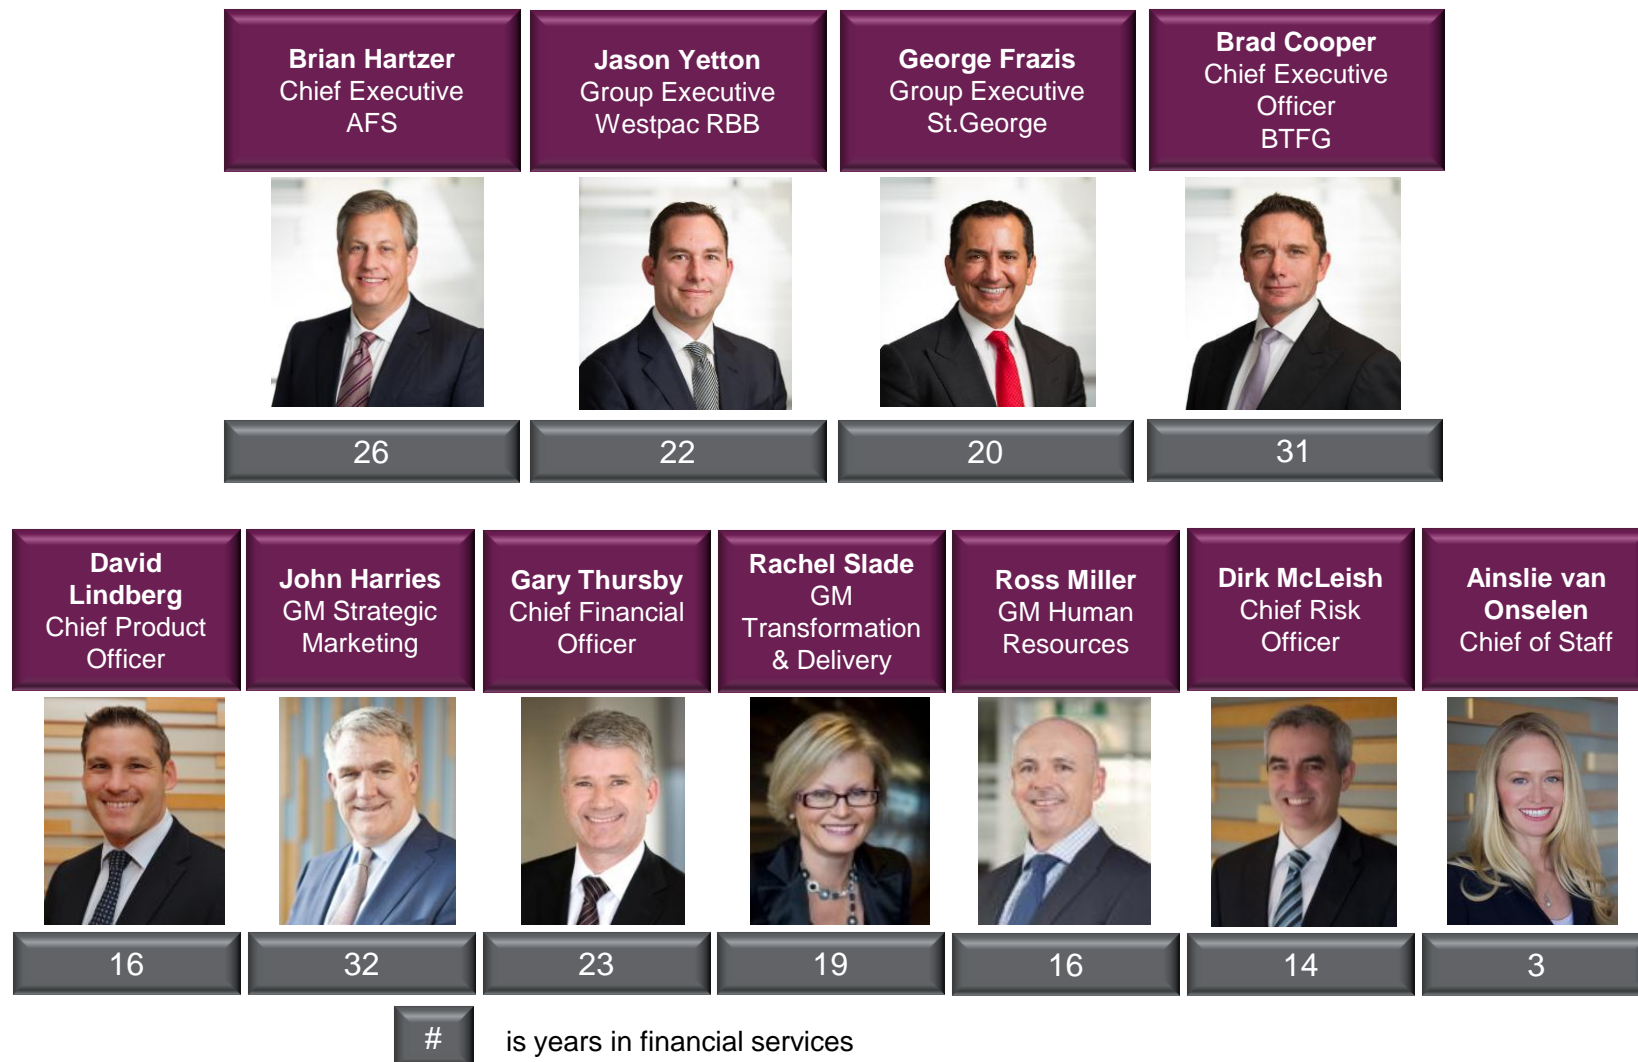 Brian Hartzer
Chief Executive
AFS
Jason Yetton
Group Executive
Westpac RBB
George Frazis
Group Executive
St.George
Brad Cooper
Chief Executive
Officer
BTFG
26
22
20
31
David
Lindberg
Chief Product
Officer
John Harries
GM Strategic
Marketing
Gary Thursby
Chief Financial
Officer
Rachel Slade
GM
Transformation
& Delivery
Ross Miller
GM Human
Resources
Dirk McLeish
Chief Risk
Officer
Ainslie van
Onselen
Chief of Staff
16
32
23
19
16
14
3
# is years in financial services